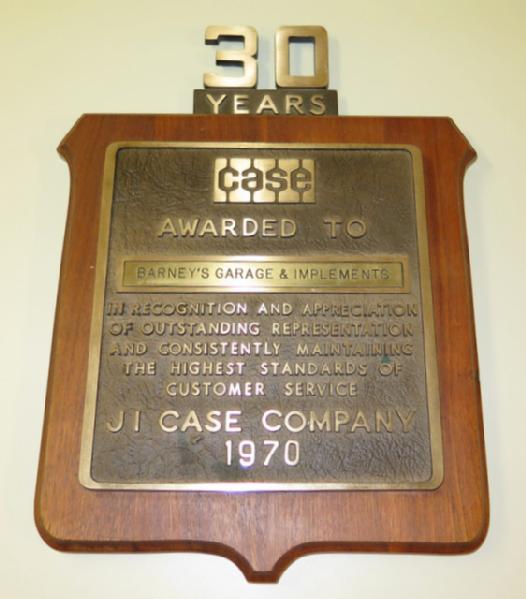 30
YEARS
case
AWARDED TO
BARNEY'S GARAGE & IMPLEMENTS
IN RECOGNITION AND APPRECIATION
OF OUTSTANDING REPRESENTATION
AND CONSISTENTLY MAINTAINING
THE HIGHEST STANDARDS OF
CUSTOMER SERVICE
JI CASE COMPANY
1970